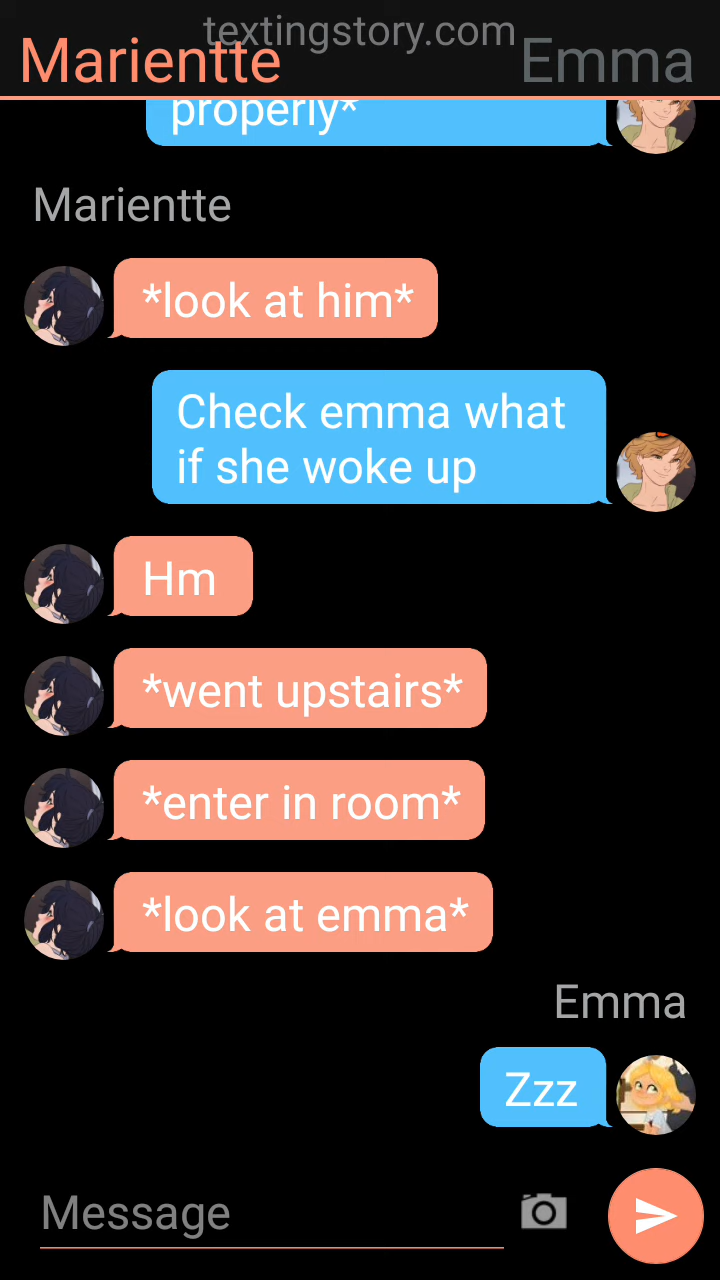 textingstory.com
Marientte
Emma
properly*
Marientte
*look at him*
Check emma what
if she woke up
Hm
*went upstairs*
*enter in room*
*look at emma*
Emma
Zzz
Message